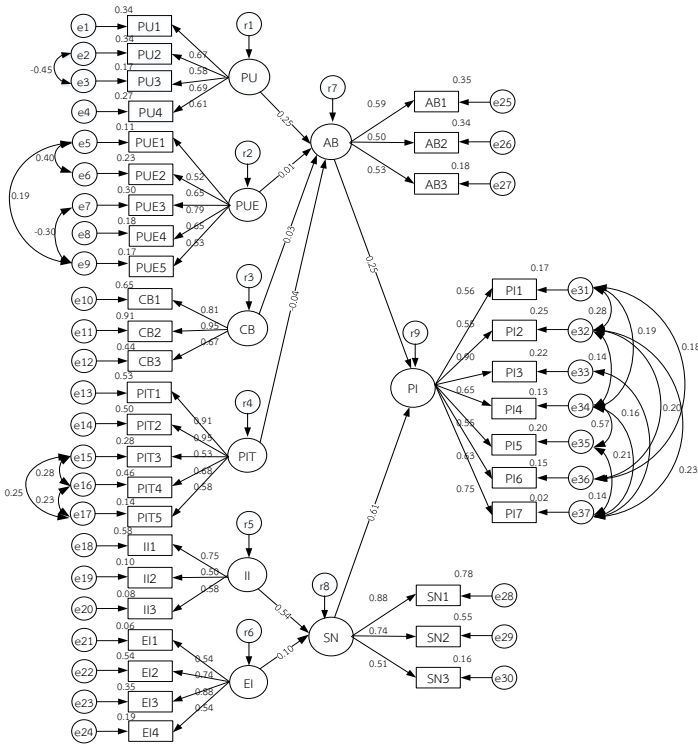 e1 0.34 PU1
e2 0.34 PU2
e3 0.17 PU3
e4 0.27 PU4
-0.45
0.67
0.58
0.69
0.61
r1
PU
0.25
e5 0.11 PUE1
e6 0.23 PUE2
e7 0.30 PUE3
e8 0.18 PUE4
e9 0.17 PUE5
0.40
0.19
-0.30
0.52
0.65
0.79
0.65
0.53
r2
PUE
0.01
e10 0.65 CB1
e11 0.91 CB2
e12 0.44 CB3
0.81
0.95
0.67
r3
CB
0.03
e13 0.53 PIT1
e14 0.50 PIT2
e15 0.28 PIT3
e16 0.46 PIT4
e17 0.14 PIT5
0.28
0.25
0.23
0.91
0.95
0.53
0.68
0.58
r4
PIT
-0.04
e18 0.58 II1
e19 0.10 II2
e20 0.08 II3
0.75
0.50
0.58
r5
II
0.54
e21 0.06 EI1
e22 0.54 EI2
e23 0.35 EI3
e24 0.19 EI4
0.54
0.74
0.88
0.54
r6
EI
0.10
r7
AB
0.59
0.50
0.53
0.35 AB1 e25
0.34 AB2 e26
0.18 AB3 e27
0.25
r9
PI
0.61
0.56
0.55
0.90
0.65
0.55
0.63
0.75
0.17 PI1 e31
0.25 PI2 e32
0.22 PI3 e33
0.13 PI4 e34
0.20 PI5 e35
0.15 PI6 e36
0.02 PI7 e37
0.28
0.19
0.18
0.14
0.16
0.20
0.57
0.21
0.23
0.14
r8
SN
0.88
0.74
0.51
0.78 SN1 e28
0.55 SN2 e29
0.16 SN3 e30